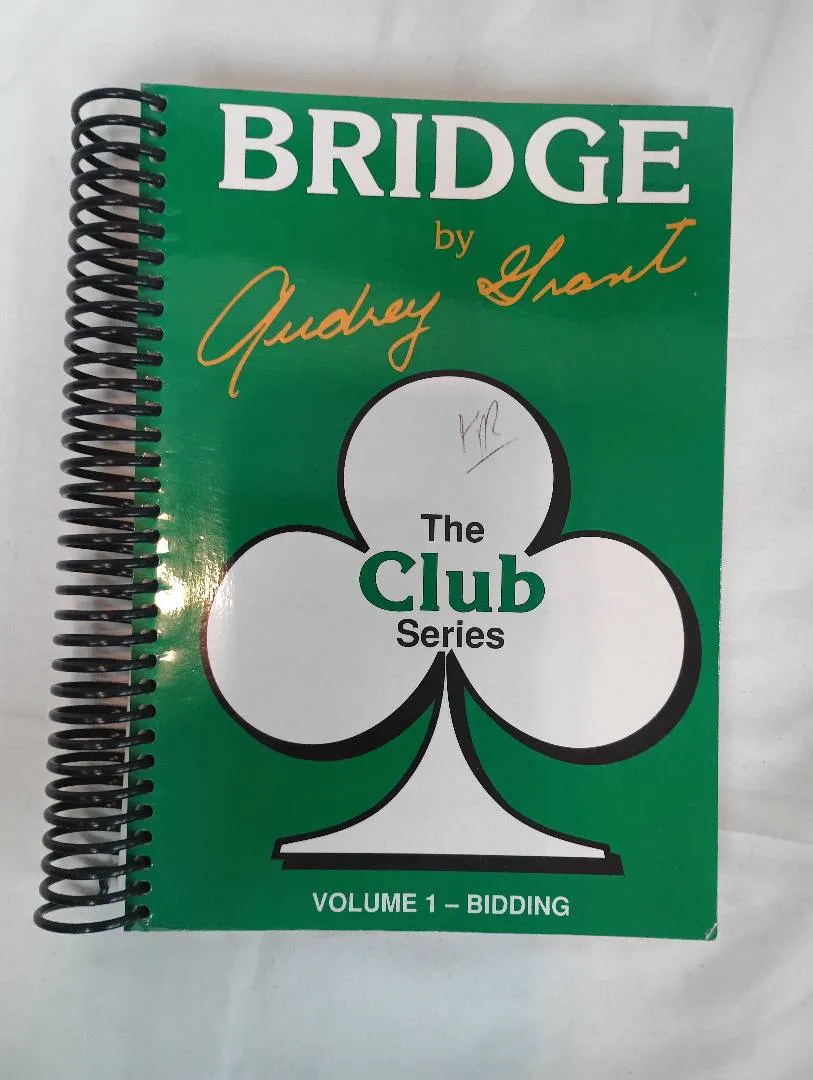 BRIDGE
by
Audrey Grant
The
Club
Series
VOLUME 1 – BIDDING